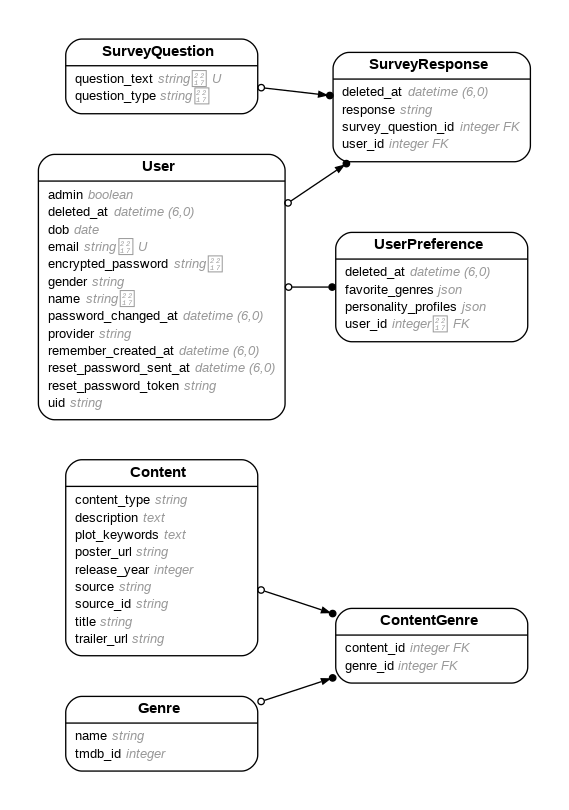 SurveyQuestion
question_text string∗ U
question_type string∗
SurveyResponse
deleted_at datetime (6,0)
response string
survey_question_id integer FK
user_id integer FK
User
admin boolean
deleted_at datetime (6,0)
dob date
email string∗ U
encrypted_password string∗
gender string
name string∗
password_changed_at datetime (6,0)
provider string
remember_created_at datetime (6,0)
reset_password_sent_at datetime (6,0)
reset_password_token string
uid string
UserPreference
deleted_at datetime (6,0)
favorite_genres json
personality_profiles json
user_id integer∗ FK
Content
content_type string
description text
plot_keywords text
poster_url string
release_year integer
source string
source_id string
title string
trailer_url string
ContentGenre
content_id integer FK
genre_id integer FK
Genre
name string
tmdb_id integer